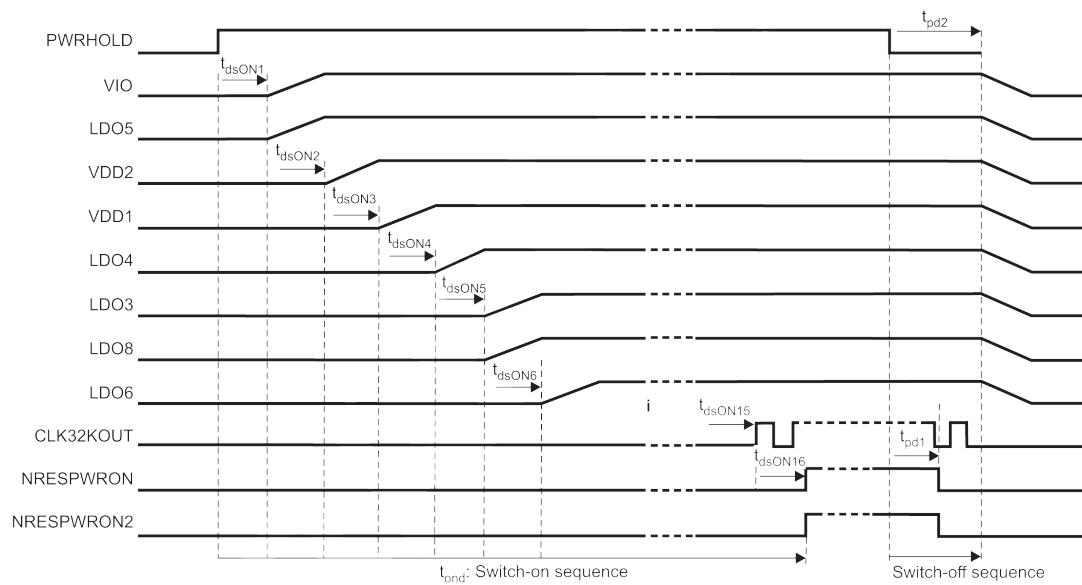 t_pd2
PWRHOLD
t_dsON1
VIO
LDO5
t_dsON2
VDD2
t_dsON3
VDD1
t_dsON4
LDO4
t_dsON5
LDO3
LDO8
t_dsON6
LDO6
i
t_dsON15
CLK32KOUT
t_pd1
t_dsON16
NRESPWRON
NRESPWRON2
t_ond: Switch-on sequence
Switch-off sequence